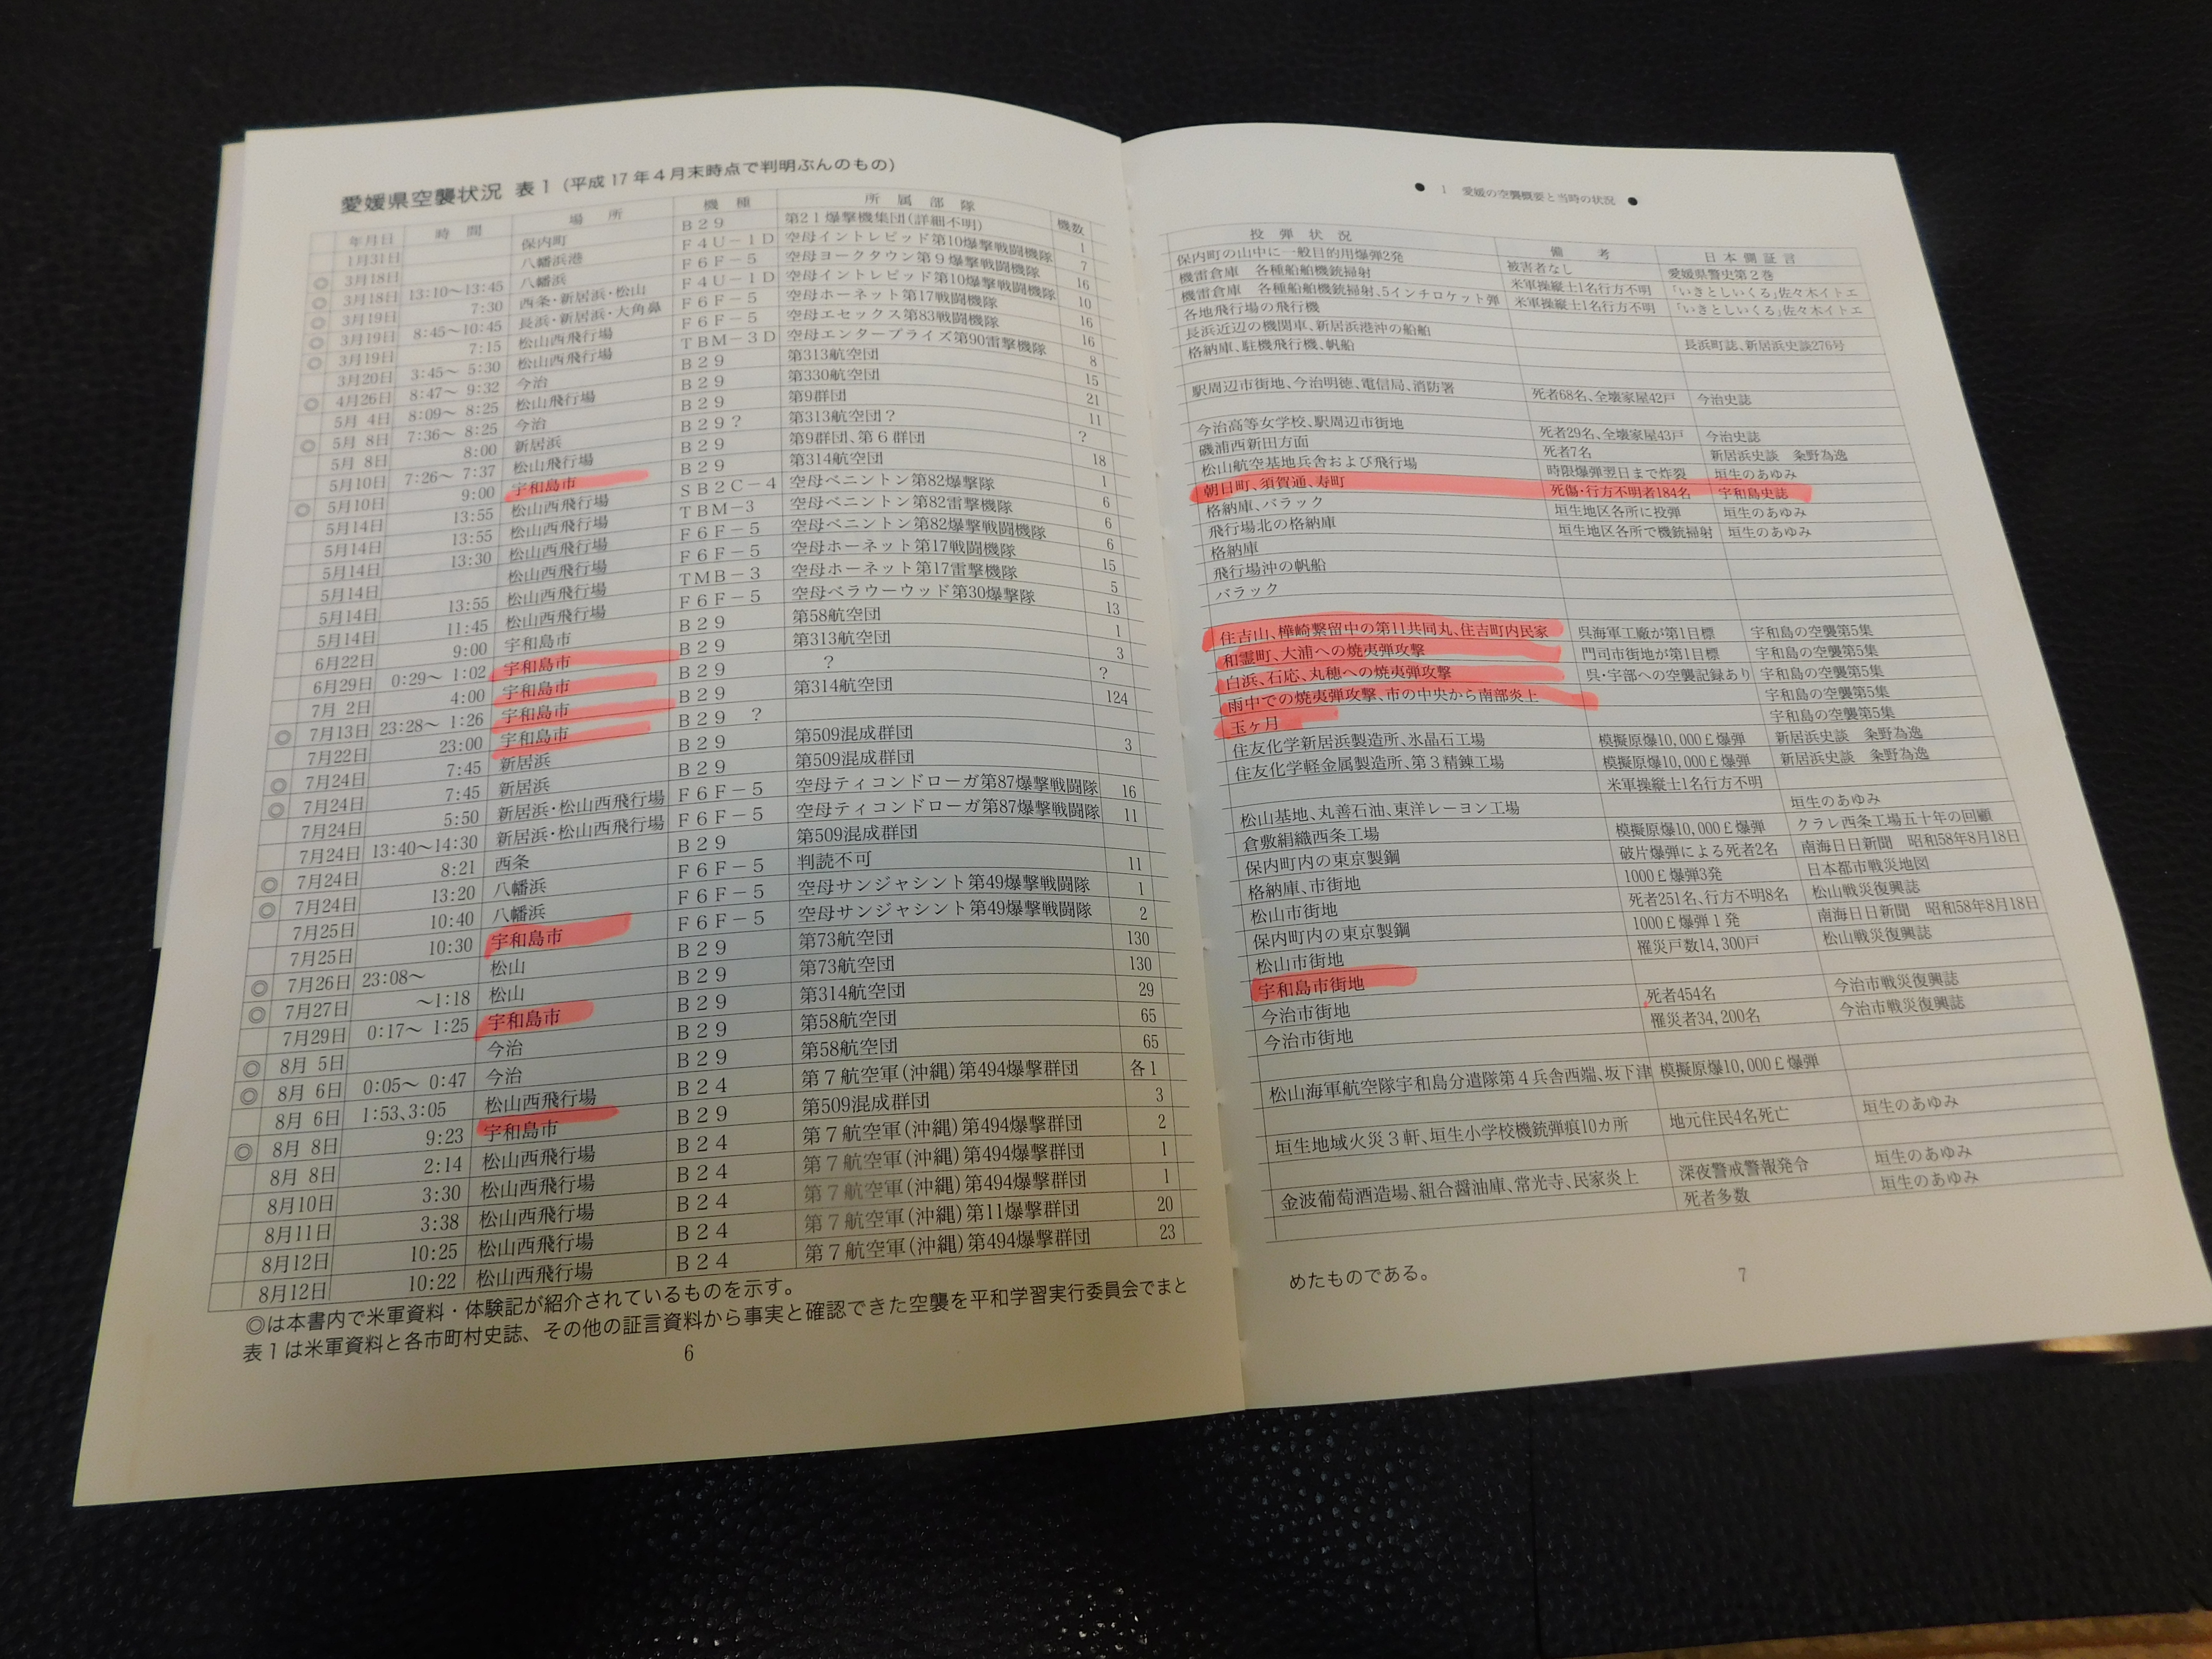 愛媛県空襲状況 表1 (平成17年4月末時点で判明ぶんのもの)
年月日 時間 場所 機種 所属部隊 機数
1月31日 保内町 B29 第21爆撃機集団(詳細不明) 1
◎ 3月18日 八幡浜港 F4U-1D 空母イントレピッド第10爆撃戦闘機隊 7
◎ 3月18日 13:10～13:45 八幡浜 F6F-5 空母ヨークタウン第9爆撃戦闘機隊 16
◎ 3月19日 7:30 西条・新居浜・松山 F4U-1D 空母イントレピッド第10爆撃戦闘機隊 10
◎ 3月19日 8:45～10:45 長浜・新居浜・大角鼻 F6F-5 空母ホーネット第17戦闘機隊 16
◎ 3月19日 7:15 松山西飛行場 F6F-5 空母エセックス第83戦闘機隊 16
3月20日 3:45～ 5:30 松山西飛行場 TBM-3D 空母エンタープライズ第90雷撃機隊 8
◎ 4月26日 8:47～ 9:32 今治 B29 第313航空団 15
5月 4日 8:09～ 8:25 松山飛行場 B29 第330航空団 21
◎ 5月 8日 7:36～ 8:25 今治 B29 第9群団 11
5月 8日 8:00 新居浜 B29? 第313航空団? ?
5月10日 7:26～ 7:37 松山飛行場 B29 第9群団、第6群団 18
◎ 5月10日 9:00 宇和島市 B29 第314航空団 1
5月14日 13:55 松山西飛行場 SB2C-4 空母ベニントン第82爆撃隊 6
5月14日 13:55 松山西飛行場 TBM-3 空母ベニントン第82雷撃機隊 6
5月14日 13:30 松山西飛行場 F6F-5 空母ベニントン第82爆撃戦闘機隊 6
5月14日 松山西飛行場 F6F-5 空母ホーネット第17戦闘機隊 15
5月14日 13:55 松山西飛行場 TMB-3 空母ホーネット第17雷撃機隊 5
5月14日 11:45 松山西飛行場 F6F-5 空母ベラウーウッド第30爆撃隊 13
6月22日 9:00 宇和島市 B29 第58航空団 1
6月29日 0:29～ 1:02 宇和島市 B29 第313航空団 3
7月 2日 4:00 宇和島市 B29 ? ?
◎ 7月13日 23:28～ 1:26 宇和島市 B29 第314航空団 124
7月22日 23:00 宇和島市 B29 ?
◎ 7月24日 7:45 新居浜 B29 第509混成群団 3
◎ 7月24日 7:45 新居浜 B29 第509混成群団
7月24日 5:50 新居浜・松山西飛行場 F6F-5 空母ティコンドローガ第87爆撃戦闘隊 16
7月24日 13:40～14:30 新居浜・松山西飛行場 F6F-5 空母ティコンドローガ第87爆撃戦闘隊 11
◎ 7月24日 8:21 西条 B29 第509混成群団
◎ 7月24日 13:20 八幡浜 F6F-5 判読不可 11
7月25日 10:40 八幡浜 F6F-5 空母サンジャシント第49爆撃戦闘隊 1
7月25日 10:30 宇和島市 F6F-5 空母サンジャシント第49爆撃戦闘隊 2
◎ 7月26日 23:08～ 松山 B29 第73航空団 130
◎ 7月27日 ～1:18 松山 B29 第73航空団 130
7月29日 0:17～ 1:25 宇和島市 B29 第314航空団 29
◎ 8月 5日 今治 B29 第58航空団 65
◎ 8月 6日 0:05～ 0:47 今治 B29 第58航空団 65
8月 6日 1:53､3:05 松山西飛行場 B24 第7航空軍(沖縄)第494爆撃群団 各1
◎ 8月 8日 9:23 宇和島市 B29 第509混成群団 3
8月 8日 2:14 松山西飛行場 B24 第7航空軍(沖縄)第494爆撃群団 2
8月10日 3:30 松山西飛行場 B24 第7航空軍(沖縄)第494爆撃群団 1
8月11日 3:38 松山西飛行場 B24 第7航空軍(沖縄)第494爆撃群団 1
8月12日 10:25 松山西飛行場 B24 第7航空軍(沖縄)第11爆撃群団 20
8月12日 10:22 松山西飛行場 B24 第7航空軍(沖縄)第494爆撃群団 23
◎は本書内で米軍資料・体験記が紹介されているものを示す。
表1は米軍資料と各市町村史誌、その他の証言資料から事実と確認できた空襲を平和学習実行委員会でまと
6
● 1 愛媛の空襲概要と当時の状況 ●
投弾状況 備考 日本側証言
保内町の山中に一般目的用爆弾2発 被害者なし 愛媛県警史第2巻
機雷倉庫 各種船舶機銃掃射 米軍操縦士1名行方不明 「いきとしいくる」佐々木イトエ
機雷倉庫 各種船舶機銃掃射、5インチロケット弾 米軍操縦士1名行方不明 「いきとしいくる」佐々木イトエ
各地飛行場の飛行機
長浜近辺の機関車、新居浜港沖の船舶 長浜町誌、新居浜史談276号
格納庫、駐機飛行機、帆船
駅周辺市街地、今治明徳、電信局、消防署 死者68名、全壊家屋42戸 今治史誌
今治高等女学校、駅周辺市街地 死者29名、全壊家屋43戸 今治史誌
磯浦西新田方面 死者7名 新居浜史談 条野為逸
松山航空基地兵舎および飛行場 時限爆弾翌日まで炸裂 垣生のあゆみ
朝日町、須賀通、寿町 死傷・行方不明者184名 宇和島史誌
格納庫、バラック 垣生地区各所に投弾 垣生のあゆみ
飛行場北の格納庫 垣生地区各所で機銃掃射 垣生のあゆみ
格納庫
飛行場沖の帆船
バラック
住吉山、樺崎繋留中の第11共同丸、住吉町内民家 呉海軍工廠が第1目標 宇和島の空襲第5集
和霊町、大浦への焼夷弾攻撃 門司市街地が第1目標 宇和島の空襲第5集
白浜、石応、丸穂への焼夷弾攻撃 呉・宇部への空襲記録あり 宇和島の空襲第5集
雨中での焼夷弾攻撃、市の中央から南部炎上 宇和島の空襲第5集
玉ヶ月 宇和島の空襲第5集
住友化学新居浜製造所、氷晶石工場 模擬原爆10,000￡爆弾 新居浜史談 条野為逸
住友化学軽金属製造所、第3精錬工場 模擬原爆10,000￡爆弾 新居浜史談 条野為逸
米軍操縦士1名行方不明
松山基地、丸善石油、東洋レーヨン工場 垣生のあゆみ
倉敷絹織西条工場 模擬原爆10,000￡爆弾 クラレ西条工場五十年の回顧
保内町内の東京製鋼 破片爆弾による死者2名 南海日日新聞 昭和58年8月18日
格納庫、市街地 1000￡爆弾3発 日本都市戦災地図
松山市街地 死者251名、行方不明8名 松山戦災復興誌
保内町内の東京製鋼 1000￡爆弾1発 南海日日新聞 昭和58年8月18日
松山市街地 罹災戸数14,300戸 松山戦災復興誌
宇和島市街地
今治市街地 死者454名 今治市戦災復興誌
今治市街地 罹災者34,200名 今治市戦災復興誌
松山海軍航空隊宇和島分遣隊第4兵舎西端、坂下津 模擬原爆10,000￡爆弾
垣生地域火災3軒、垣生小学校機銃弾痕10カ所 地元住民4名死亡 垣生のあゆみ
金波葡萄酒造場、組合醤油庫、常光寺、民家炎上 深夜警戒警報発令 垣生のあゆみ
死者多数 垣生のあゆみ
めたものである。
7